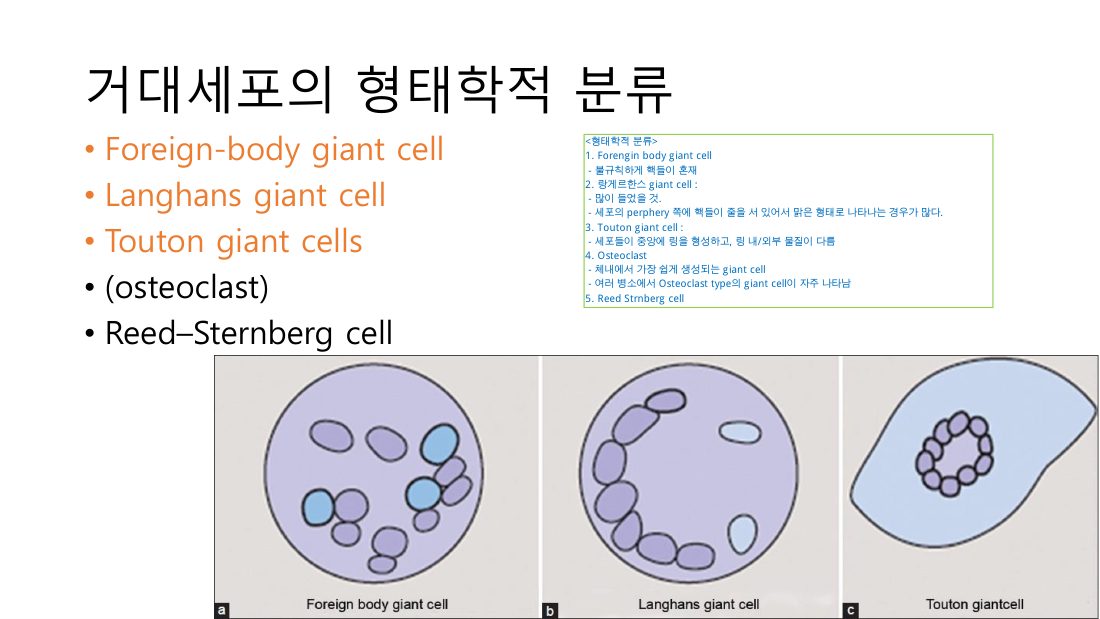 거대세포의 형태학적 분류
• Foreign-body giant cell
• Langhans giant cell
• Touton giant cells
• (osteoclast)
• Reed–Sternberg cell
<형태학적 분류>
1. Forengin body giant cell
- 불규칙하게 핵들이 혼재
2. 랑게르한스 giant cell :
- 많이 들었을 것.
- 세포의 perphery 쪽에 핵들이 줄을 서 있어서 맑은 형태로 나타나는 경우가 많다.
3. Touton giant cell :
- 세포들이 중앙에 링을 형성하고, 링 내/외부 물질이 다름
4. Osteoclast
- 체내에서 가장 쉽게 생성되는 giant cell
- 여러 병소에서 Osteoclast type의 giant cell이 자주 나타남
5. Reed Strnberg cell
a Foreign body giant cell
b Langhans giant cell
c Touton giantcell